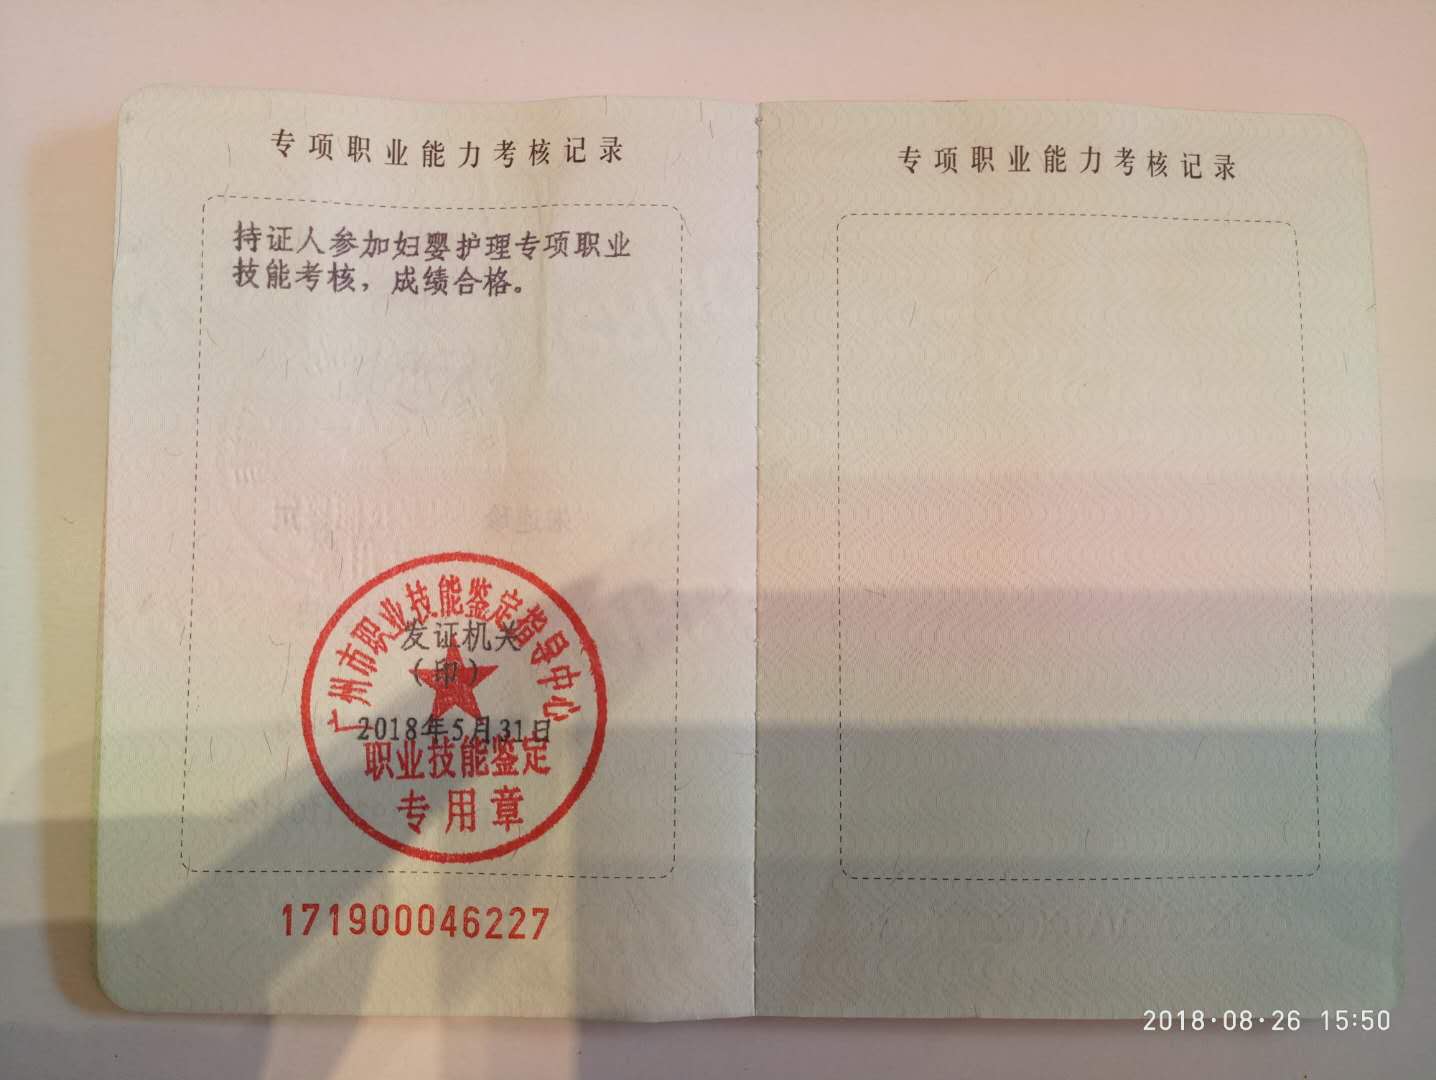 专项职业能力考核记录
持证人参加妇婴护理专项职业
技能考核，成绩合格。
广州市职业技能鉴定指导中心
发证机关
（印）
2018年5月31日
职业技能鉴定
专用章
171900046227
专项职业能力考核记录
2018·08·26 15:50